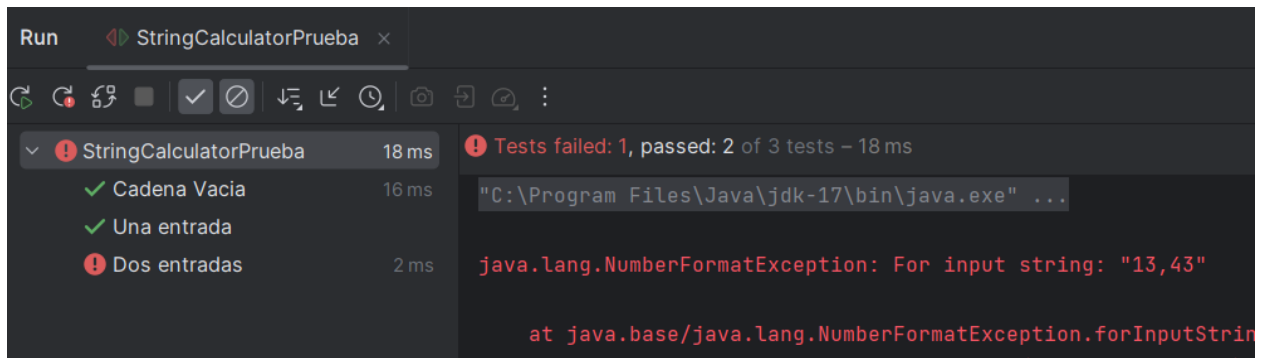 Run StringCalculatorPrueba
StringCalculatorPrueba 18 ms
Tests failed: 1, passed: 2 of 3 tests – 18 ms
Cadena Vacia 16 ms
"C:\Program Files\Java\jdk-17\bin\java.exe" ...
Una entrada
Dos entradas 2 ms
java.lang.NumberFormatException: For input string: "13,43"
at java.base/java.lang.NumberFormatException.forInputStrin